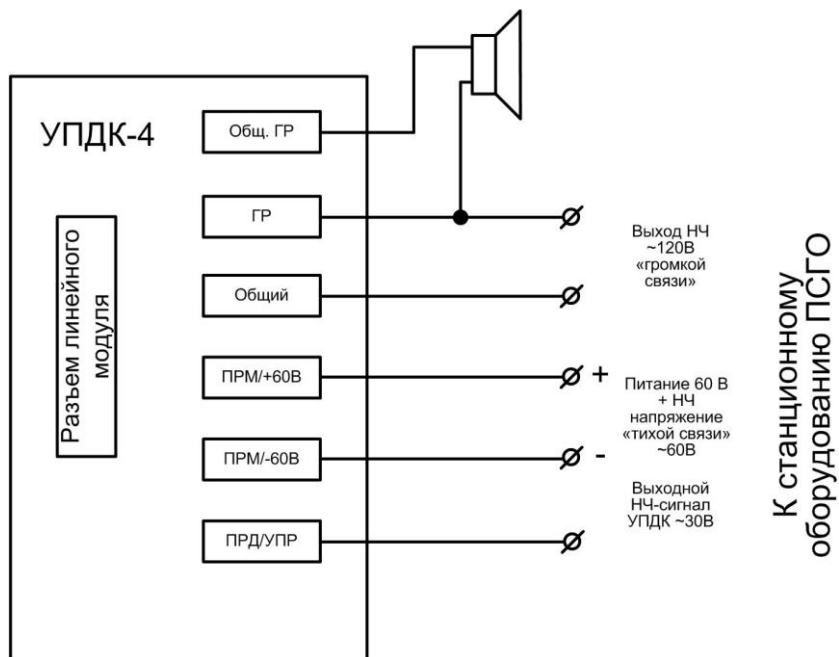 УПДК-4
Общ. ГР
ГР
Общий
ПРМ/+60В
ПРМ/-60В
ПРД/УПР
Разъем линейного
модуля
Выход НЧ
~120В
«громкой
связи»
+
Питание 60 В
+ НЧ
напряжение
«тихой связи»
~60В
-
Выходной
НЧ-сигнал
УПДК ~30В
К станционному
оборудованию ПСГО